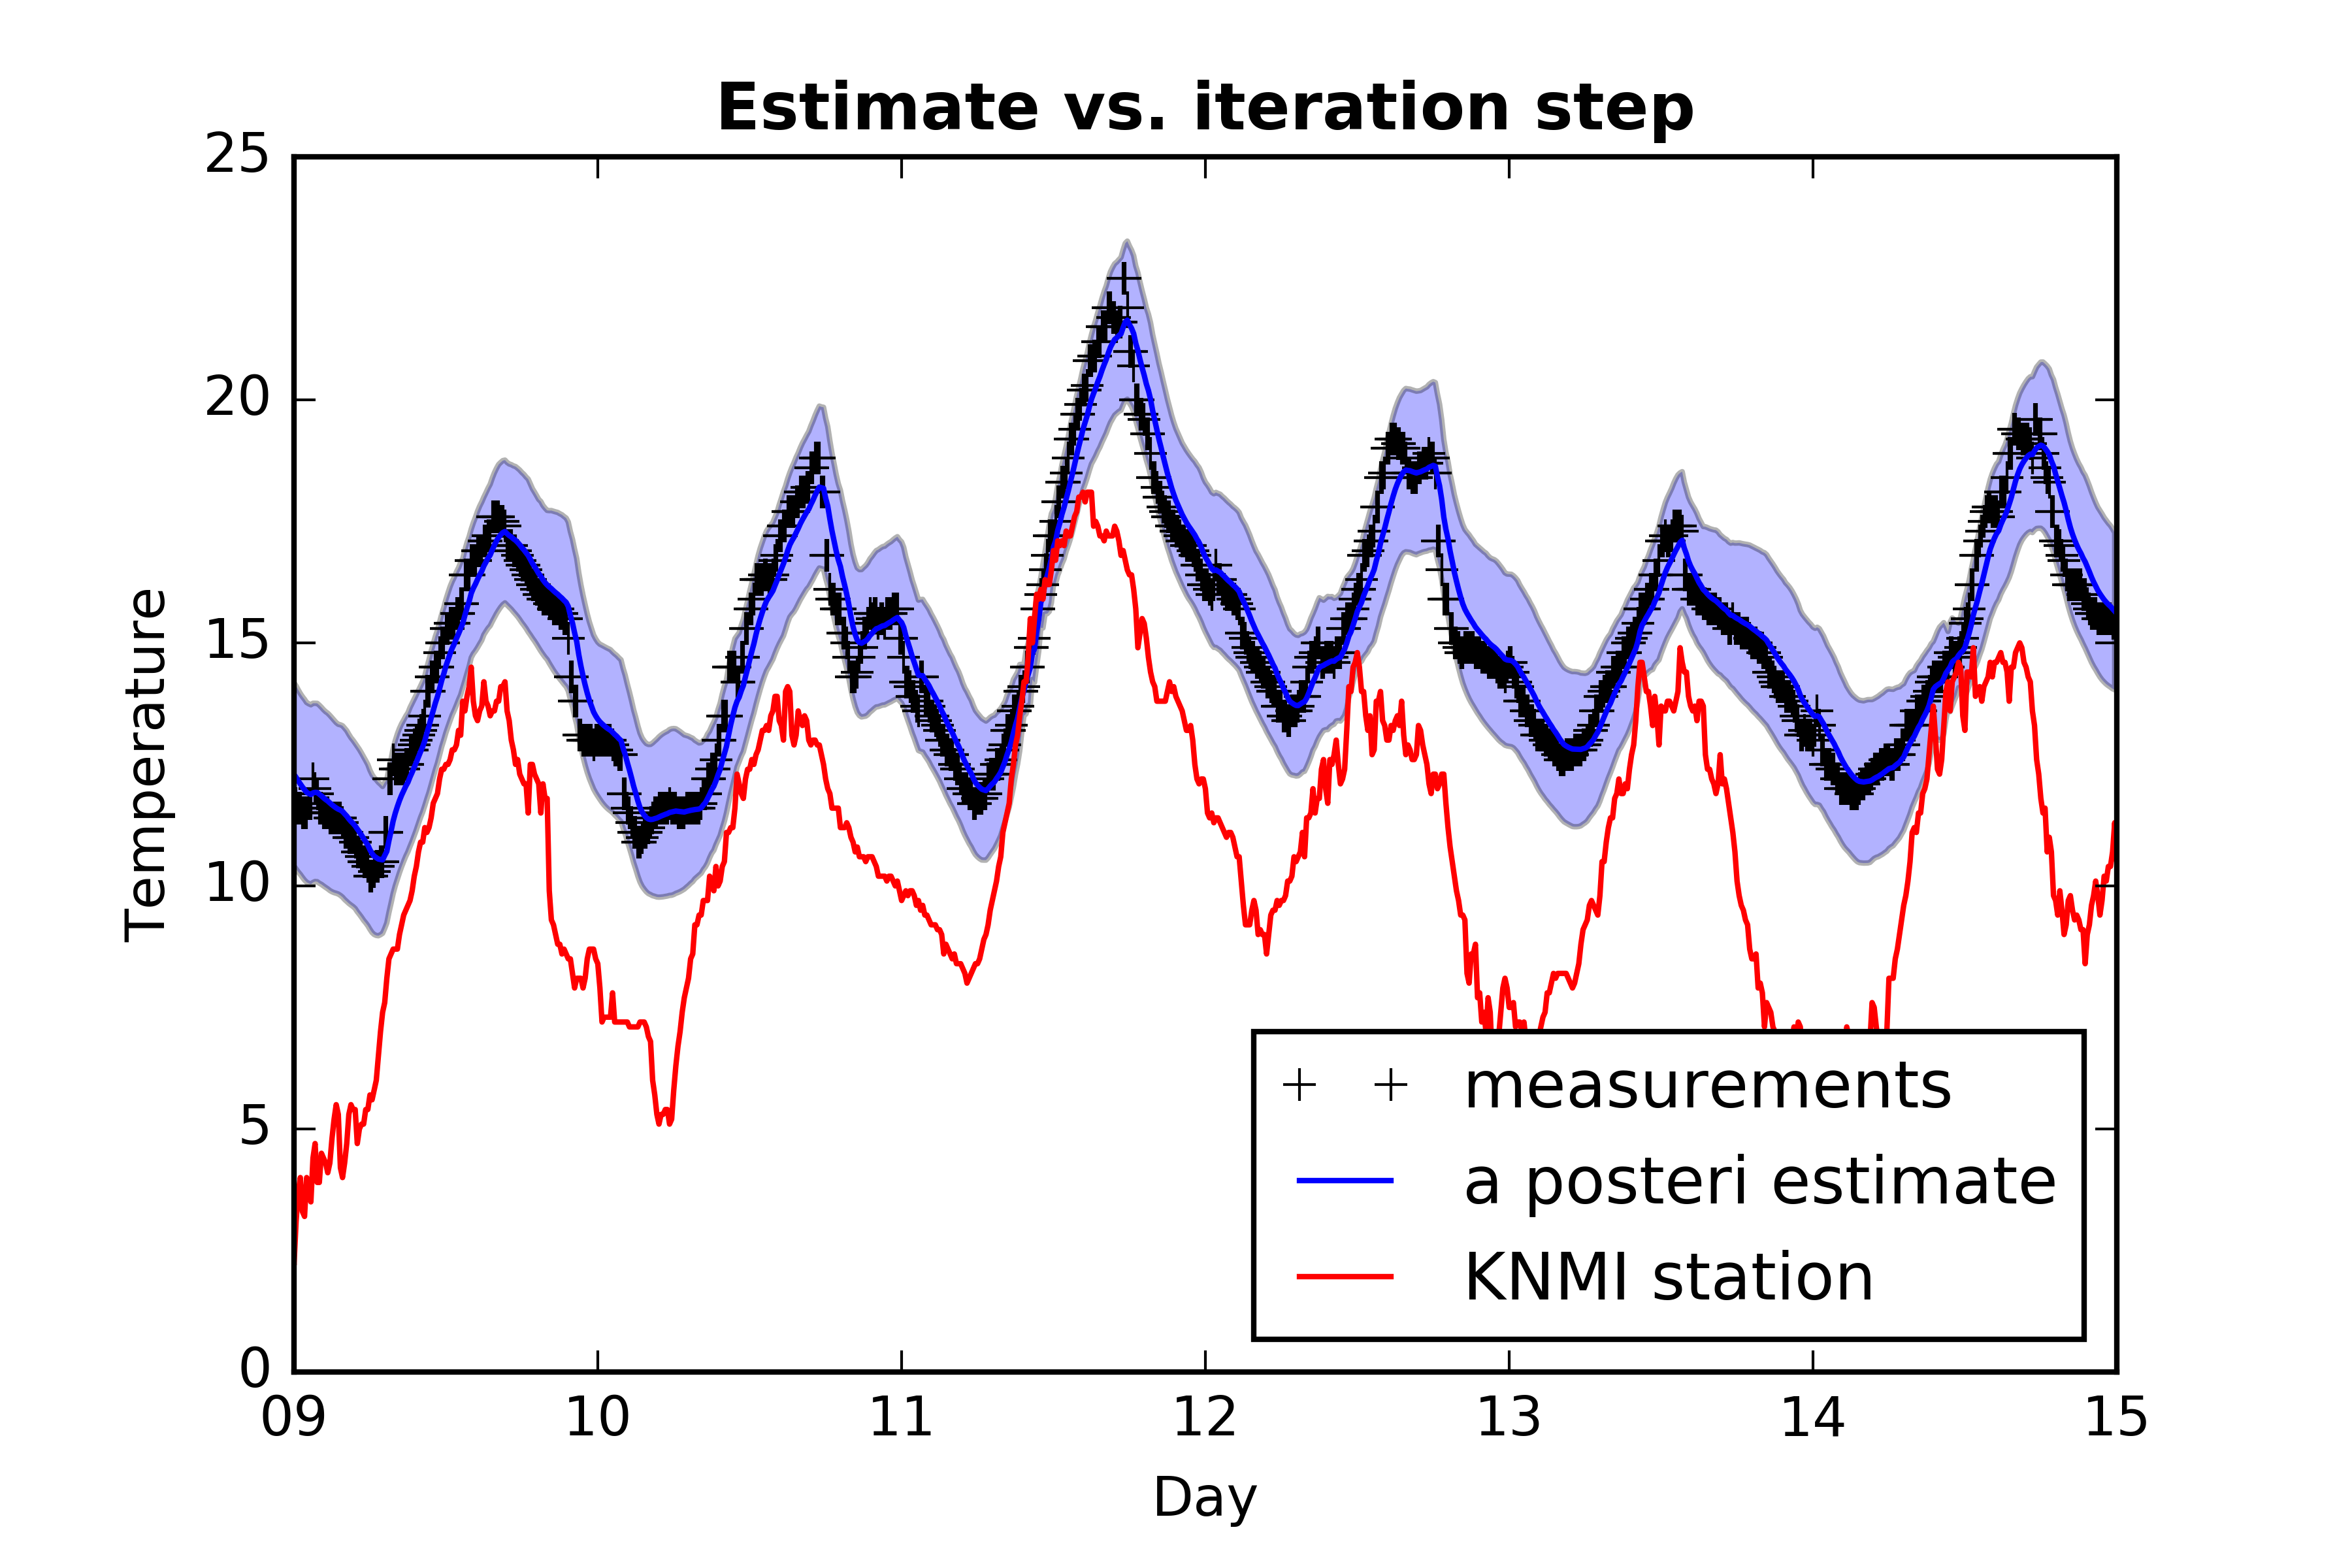 Estimate vs. iteration step
25
20
15
10
5
0
Temperature
09 10 11 12 13 14 15
Day
measurements
a posteri estimate
KNMI station